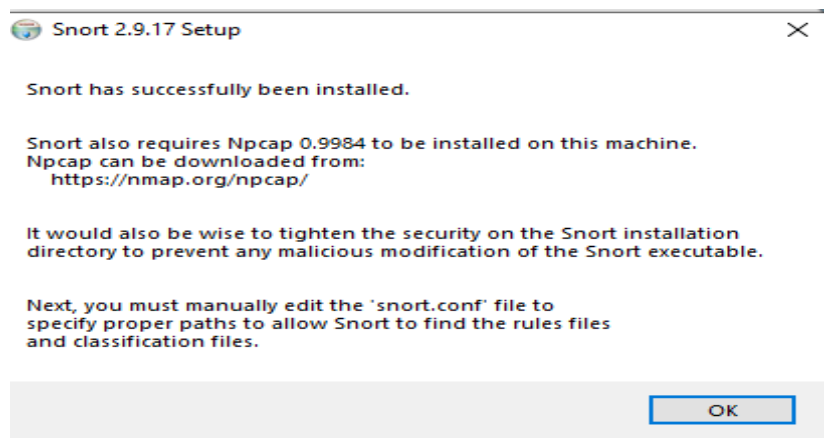 Snort 2.9.17 Setup
Snort has successfully been installed.
Snort also requires Npcap 0.9984 to be installed on this machine.
Npcap can be downloaded from:
https://nmap.org/npcap/
It would also be wise to tighten the security on the Snort installation
directory to prevent any malicious modification of the Snort executable.
Next, you must manually edit the 'snort.conf' file to
specify proper paths to allow Snort to find the rules files
and classification files.
OK